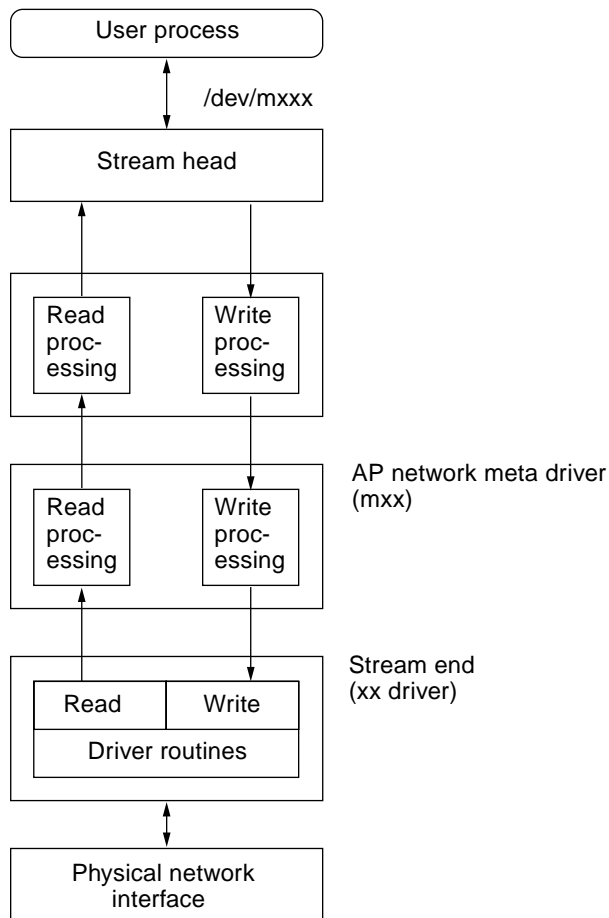 User process
/dev/mxxx
Stream head
Read
proc-
essing
Write
proc-
essing
AP network meta driver
(mxx)
Read
proc-
essing
Write
proc-
essing
Stream end
(xx driver)
Read
Write
Driver routines
Physical network
interface